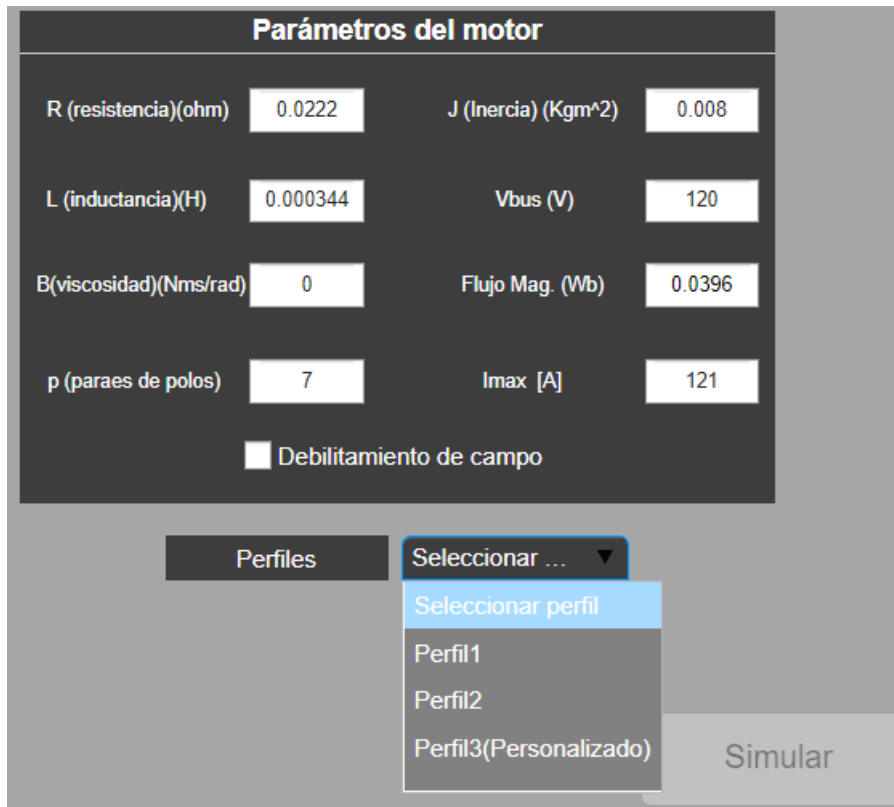 Parámetros del motor
R (resistencia)(ohm) 0.0222 J (Inercia) (Kgm^2) 0.008
L (inductancia)(H) 0.000344 Vbus (V) 120
B(viscosidad)(Nms/rad) 0 Flujo Mag. (Wb) 0.0396
p (paraes de polos) 7 Imax [A] 121
Debilitamiento de campo
Perfiles Seleccionar ...
Seleccionar perfil
Perfil1
Perfil2
Perfil3(Personalizado)
Simular